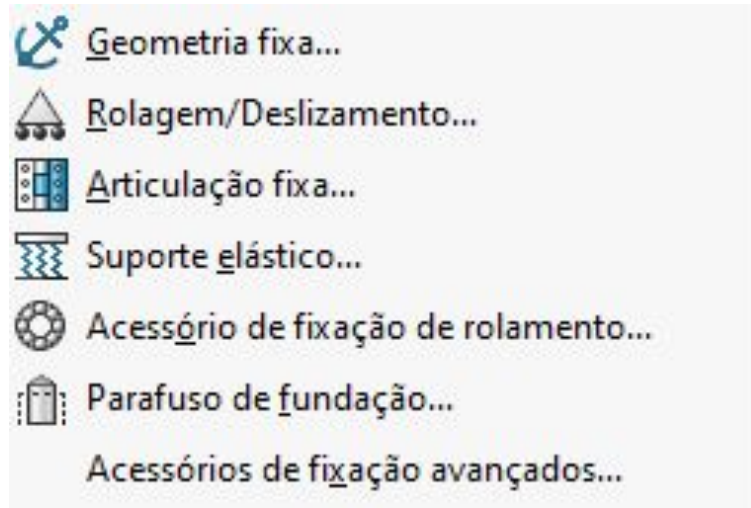 Geometria fixa...
Rolagem/Deslizamento...
Articulação fixa...
Suporte elástico...
Acessório de fixação de rolamento...
Parafuso de fundação...
Acessórios de fixação avançados...